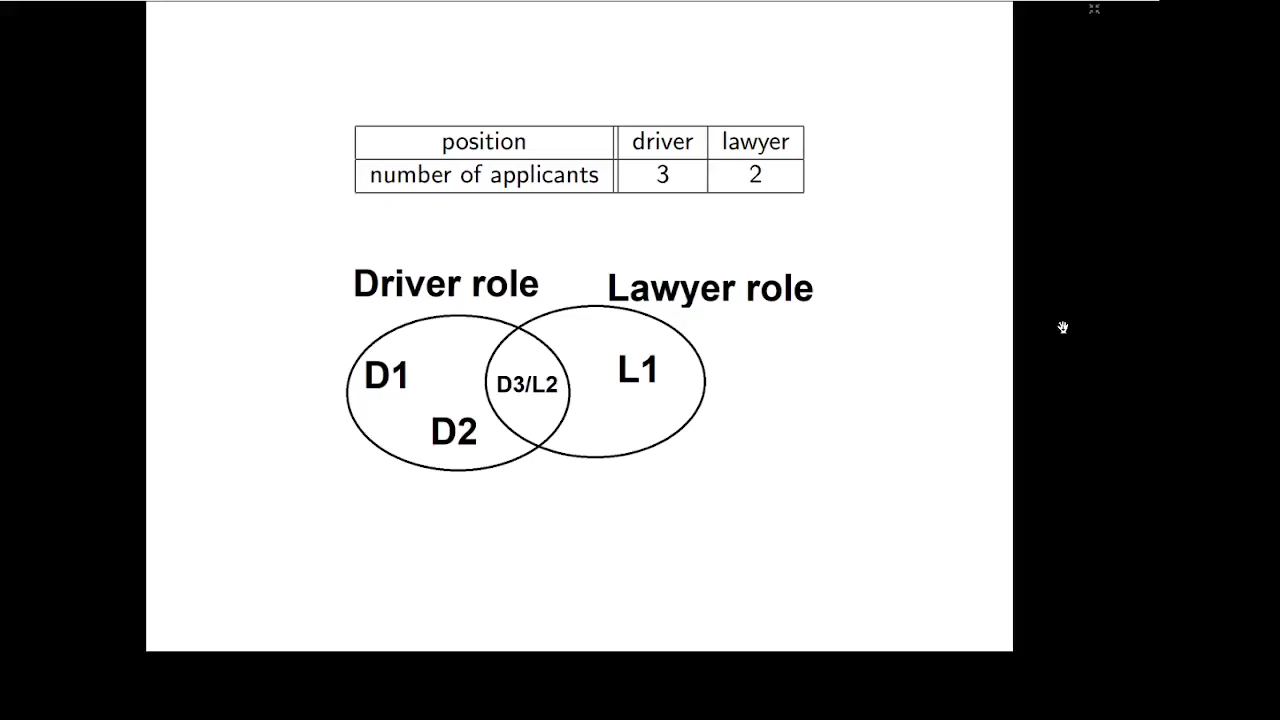 position driver lawyer
number of applicants 3 2
Driver role Lawyer role
D1 D3/L2 L1
D2